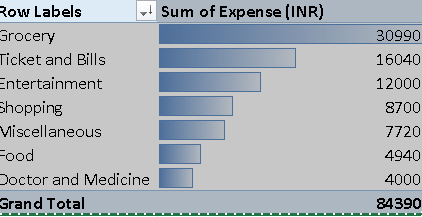 Row Labels Sum of Expense (INR)
Grocery 30990
Ticket and Bills 16040
Entertainment 12000
Shopping 8700
Miscellaneous 7720
Food 4940
Doctor and Medicine 4000
Grand Total 84390